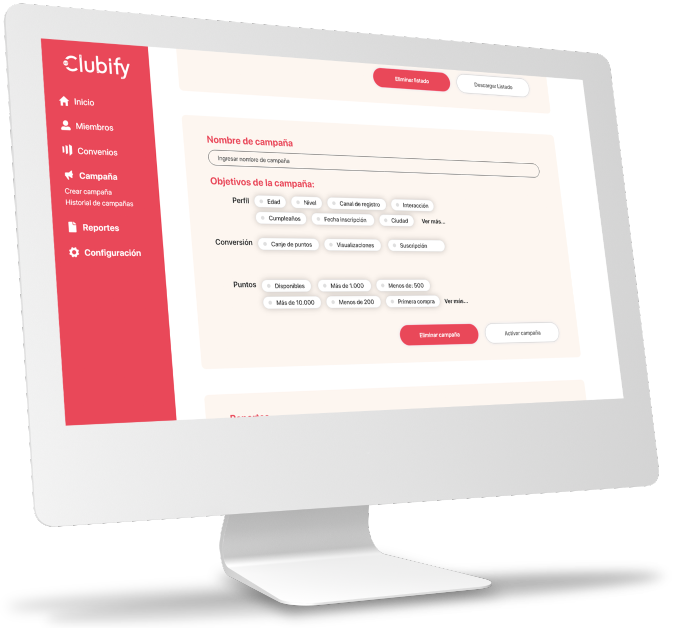 Clubify
Inicio
Miembros
Convenios
Campaña
Crear campaña
Historial de campañas
Reportes
Configuración
Eliminar listado
Descargar Listado
Nombre de campaña
Ingresar nombre de campaña
Objetivos de la campaña:
Perfil Edad Nivel Canal de registro Interacción
Cumpleaños Fecha Inscripción Ciudad Ver más...
Conversión Canje de puntos Visualizaciones Suscripción
Puntos Disponibles Más de 1.000 Menos de. 500
Más de 10.000 Menos de 200 Primera compra Ver más...
Eliminar campaña Activar campaña
Reportes